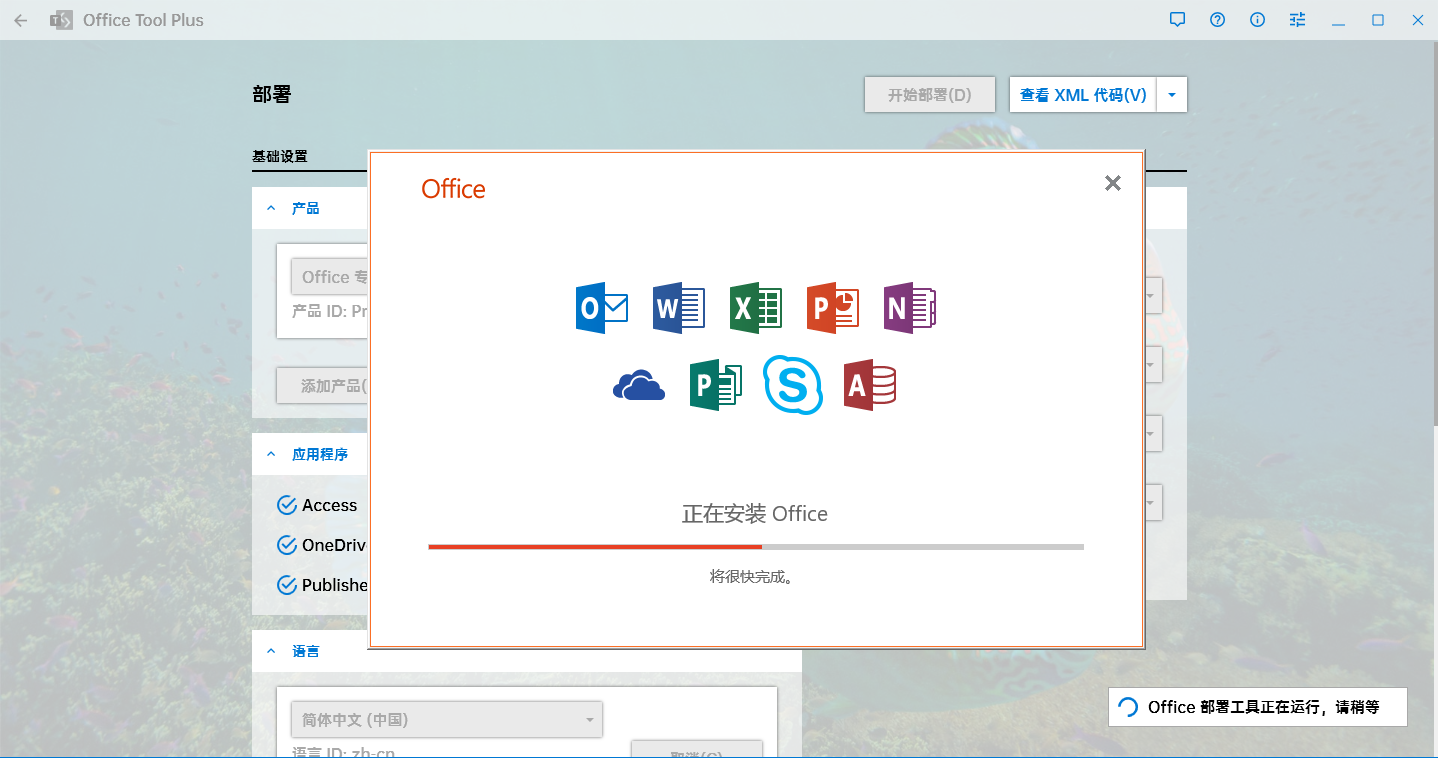 Office Tool Plus
部署
开始部署(D)
查看 XML 代码(V)
基础设置
产品
Office 专
产品 ID: Pr
添加产品(
应用程序
Access
OneDriv
Publishe
语言
简体中文 (中国)
语言 ID: zh-cn
取消(C)
Office
O
W
X
P
N
P
S
A
正在安装 Office
将很快完成。
Office 部署工具正在运行，请稍等